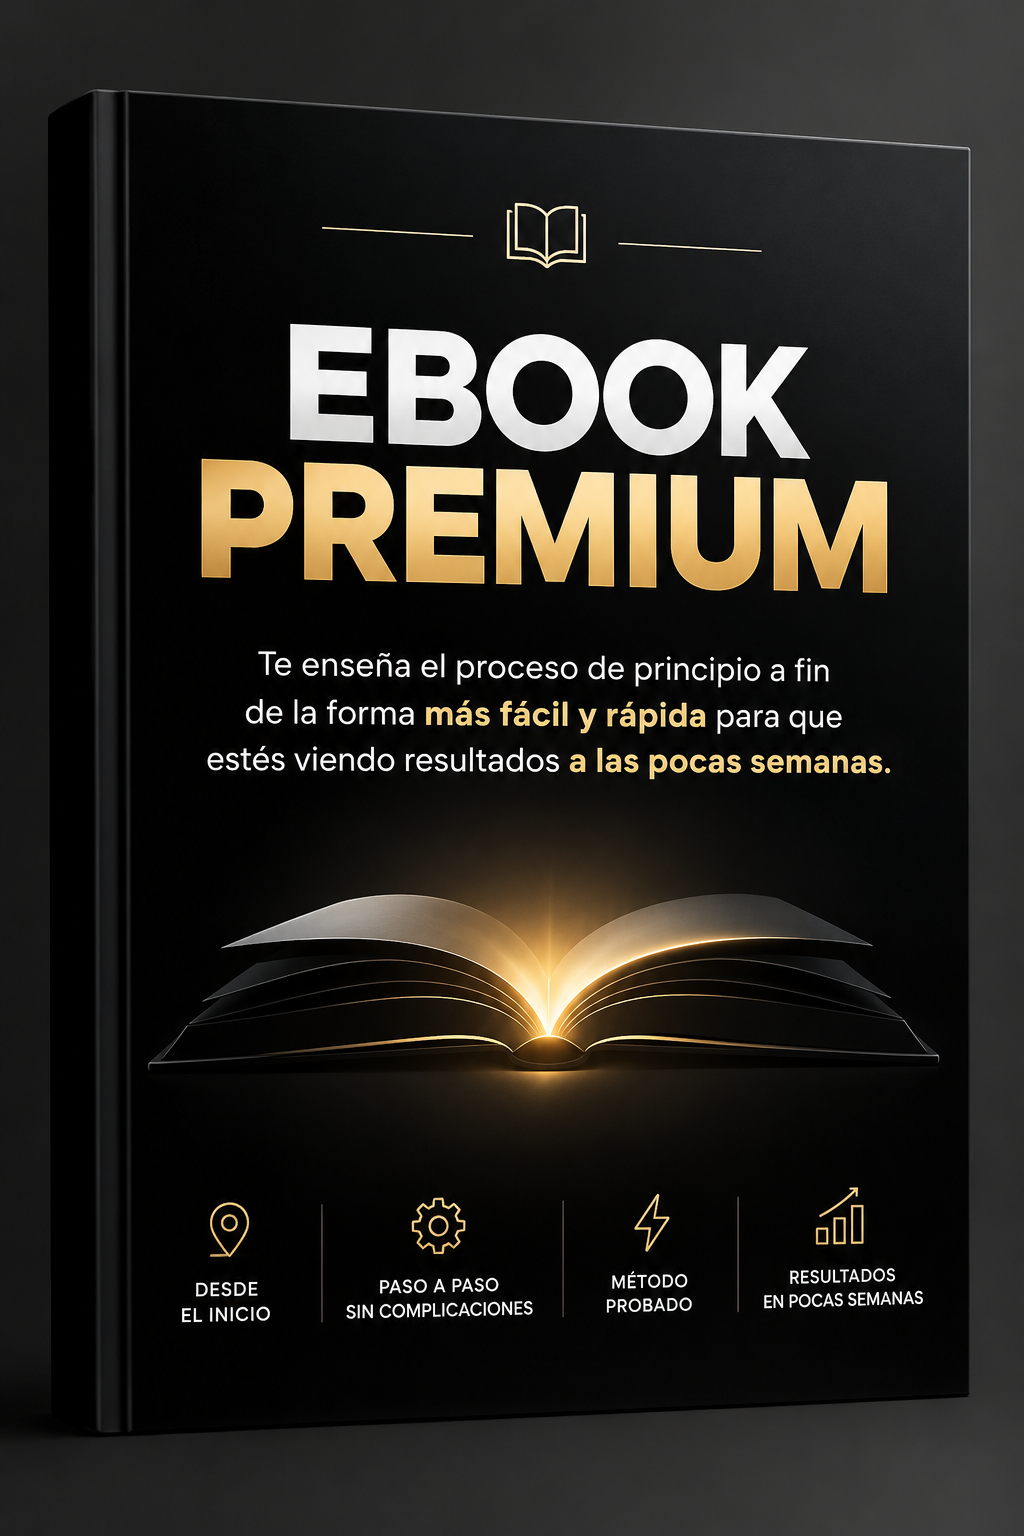 EBOOK
PREMIUM
Te enseña el proceso de principio a fin
de la forma más fácil y rápida para que
estés viendo resultados a las pocas semanas.
DESDE
EL INICIO
PASO A PASO
SIN COMPLICACIONES
MÉTODO
PROBADO
RESULTADOS
EN POCAS SEMANAS